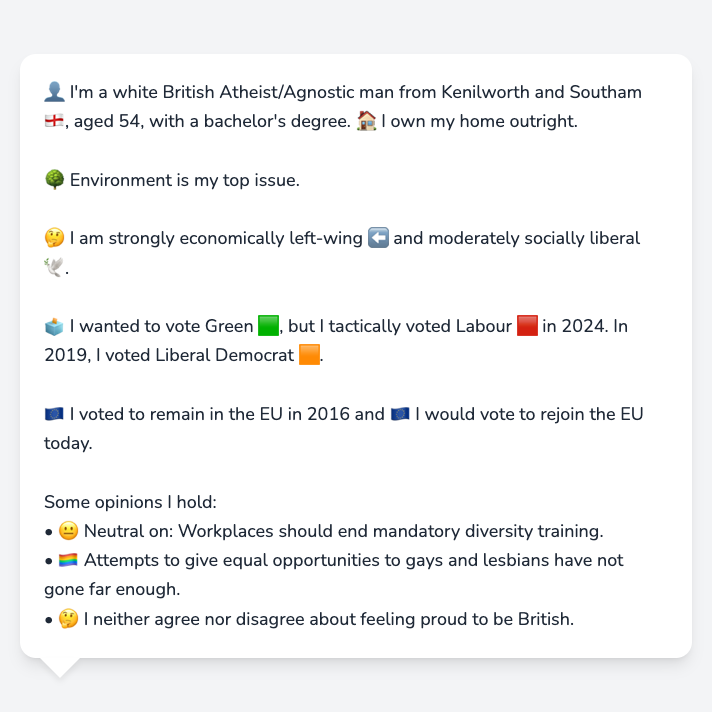 👤 I'm a white British Atheist/Agnostic man from Kenilworth and Southam
🏴󠁧󠁢󠁥󠁮󠁧󠁿, aged 54, with a bachelor's degree. 🏠 I own my home outright.
🌳 Environment is my top issue.
🤔 I am strongly economically left-wing ⬅️ and moderately socially liberal
🕊️.
🗳️ I wanted to vote Green 🟩, but I tactically voted Labour 🟥 in 2024. In
2019, I voted Liberal Democrat 🟧.
🇪🇺 I voted to remain in the EU in 2016 and 🇪🇺 I would vote to rejoin the EU
today.
Some opinions I hold:
• 😐 Neutral on: Workplaces should end mandatory diversity training.
• 🏳️‍🌈 Attempts to give equal opportunities to gays and lesbians have not
gone far enough.
• 🤔 I neither agree nor disagree about feeling proud to be British.